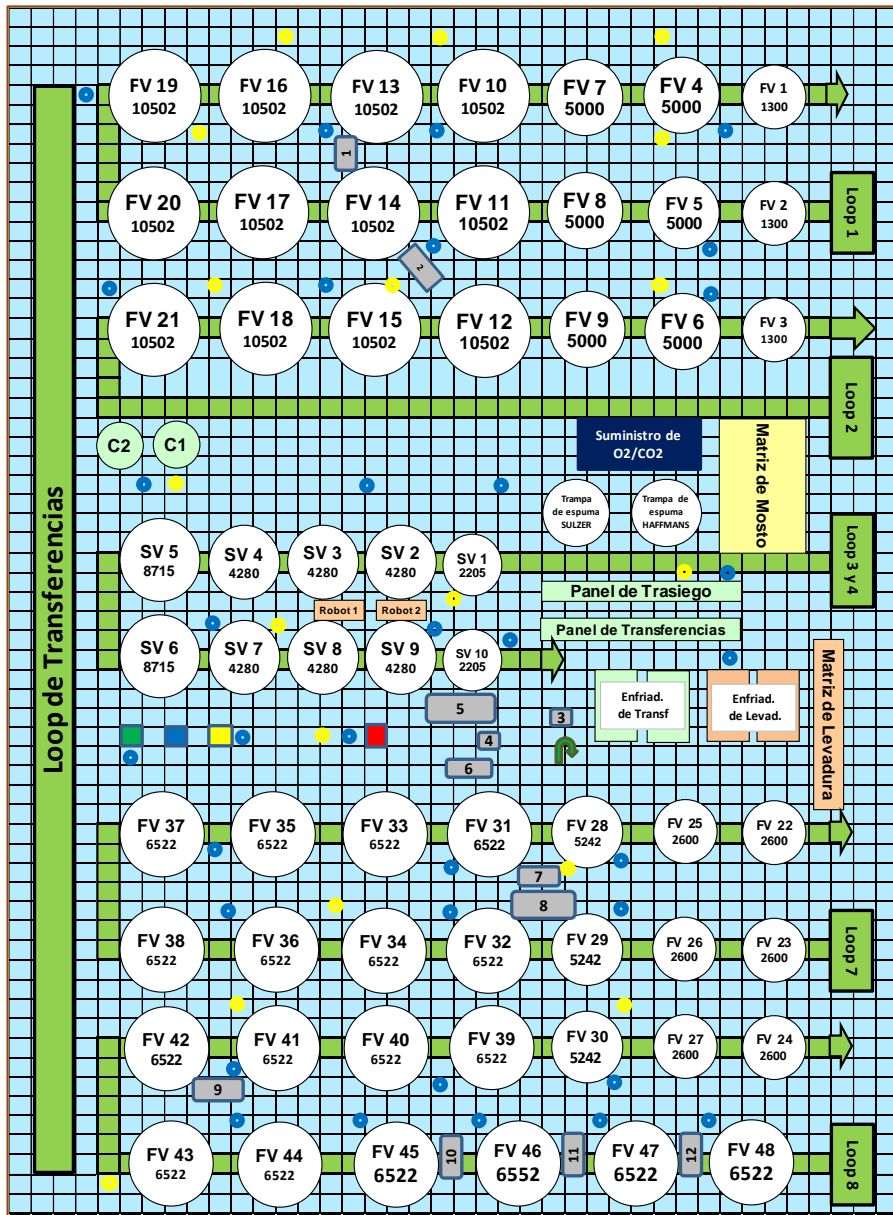 FV 19
10502
FV 16
10502
FV 13
10502
FV 10
10502
FV 7
5000
FV 4
5000
FV 1
1300
1
FV 20
10502
FV 17
10502
FV 14
10502
FV 11
10502
FV 8
5000
FV 5
5000
FV 2
1300
Loop 1
2
FV 21
10502
FV 18
10502
FV 15
10502
FV 12
10502
FV 9
5000
FV 6
5000
FV 3
1300
Loop 2
Loop de Transferencias
C2
C1
Suministro de
O2/CO2
Matriz de Mosto
Trampa
de espuma
SULZER
Trampa de
espuma
HAFFMANS
SV 5
8715
SV 4
4280
SV 3
4280
SV 2
4280
SV 1
2205
Loop 3 y 4
Panel de Trasiego
Robot 1
Robot 2
Panel de Transferencias
SV 6
8715
SV 7
4280
SV 8
4280
SV 9
4280
SV 10
2205
Enfriad.
de Transf
Enfriad.
de Levad.
Matriz de Levadura
5
3
4
6
FV 37
6522
FV 35
6522
FV 33
6522
FV 31
6522
FV 28
5242
FV 25
2600
FV 22
2600
7
8
FV 38
6522
FV 36
6522
FV 34
6522
FV 32
6522
FV 29
5242
FV 26
2600
FV 23
2600
Loop 7
FV 42
6522
FV 41
6522
FV 40
6522
FV 39
6522
FV 30
5242
FV 27
2600
FV 24
2600
9
FV 43
6522
FV 44
6522
FV 45
6522
10
FV 46
6552
11
FV 47
6522
12
FV 48
6522
Loop 8